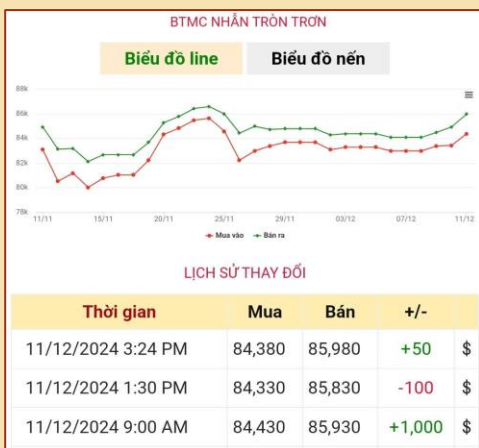 BTMC NHẪN TRÒN TRƠN
Biểu đồ line Biểu đồ nến
88k
86k
84k
82k
80k
78k
11/11 15/11 20/11 25/11 29/11 03/12 07/12 11/12
Mua vào Bán ra
LỊCH SỬ THAY ĐỔI
Thời gian Mua Bán +/-
11/12/2024 3:24 PM 84,380 85,980 +50 $
11/12/2024 1:30 PM 84,330 85,830 -100 $
11/12/2024 9:00 AM 84,430 85,930 +1,000 $